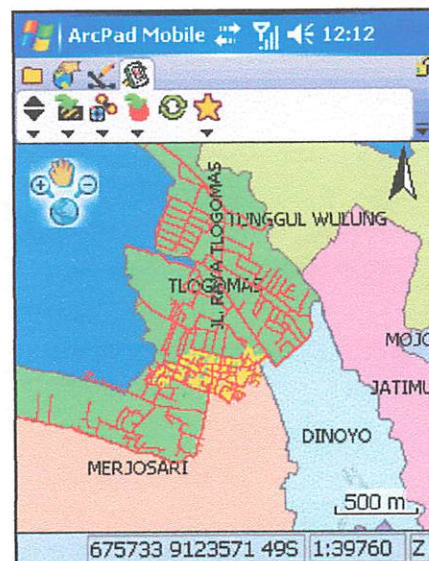 ArcPad Mobile 12:12
TUNGGUL WULUNG
JL. RAYA TLOGOMAS
TLOGOMAS
MOJO
JATIMU
DINOYO
MERJOSARI
500 m
675733 9123571 49S 1:39760 Z